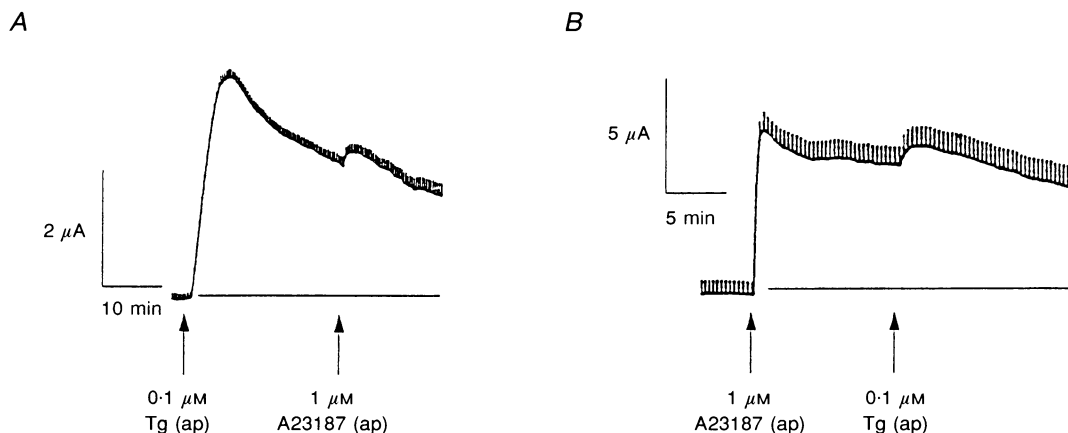 A
2 μA
10 min
0·1 μM
Tg (ap)
1 μM
A23187 (ap)
B
5 μA
5 min
1 μM
A23187 (ap)
0·1 μM
Tg (ap)